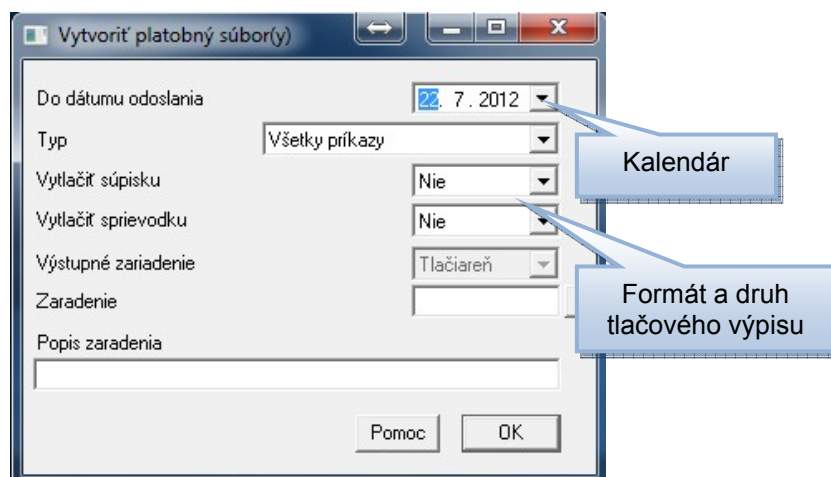 Vytvoriť platobný súbor(y)
Do dátumu odoslania
22. 7 . 2012
Typ
Všetky príkazy
Kalendár
Vytlačiť súpisku
Nie
Vytlačiť sprievodku
Nie
Výstupné zariadenie
Tlačiareň
Zaradenie
Formát a druh
tlačového výpisu
Popis zaradenia
Pomoc
OK